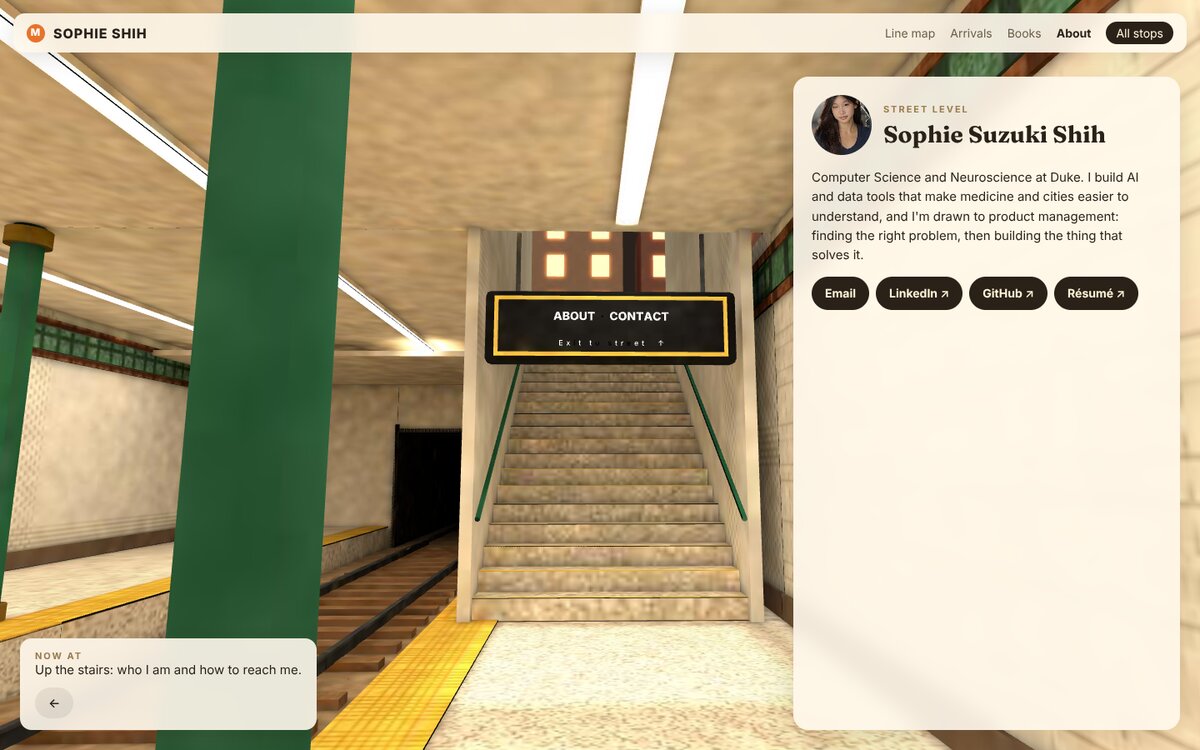 M SOPHIE SHIH
Line map Arrivals Books About All stops
STREET LEVEL
Sophie Suzuki Shih
Computer Science and Neuroscience at Duke. I build AI
and data tools that make medicine and cities easier to
understand, and I'm drawn to product management:
finding the right problem, then building the thing that
solves it.
Email LinkedIn ↗ GitHub ↗ Résumé ↗
ABOUT · CONTACT
NOW AT
Up the stairs: who I am and how to reach me.
←